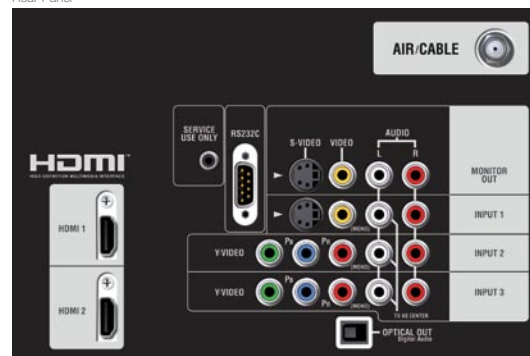 Rear Panel
AIR/CABLE
SERVICE
USE ONLY
RS232C
S-VIDEO VIDEO
AUDIO
L R
MONITOR
OUT
HDMI™
HIGH-DEFINITION MULTIMEDIA INTERFACE
HDMI 1
HDMI 2
(MONO)
INPUT 1
Y VIDEO PB PR
(MONO)
INPUT 2
Y VIDEO PB PR
(MONO)
INPUT 3
TV AS CENTER
OPTICAL OUT
Digital Audio